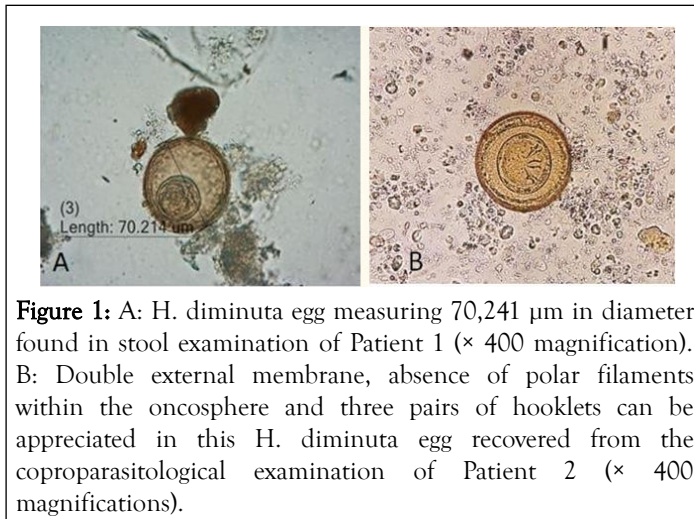 (3)
Length: 70.214 um
A
B
Figure 1: A: H. diminuta egg measuring 70,241 µm in diameter
found in stool examination of Patient 1 (× 400 magnification).
B: Double external membrane, absence of polar filaments
within the oncosphere and three pairs of hooklets can be
appreciated in this H. diminuta egg recovered from the
coproparasitological examination of Patient 2 (× 400
magnifications).